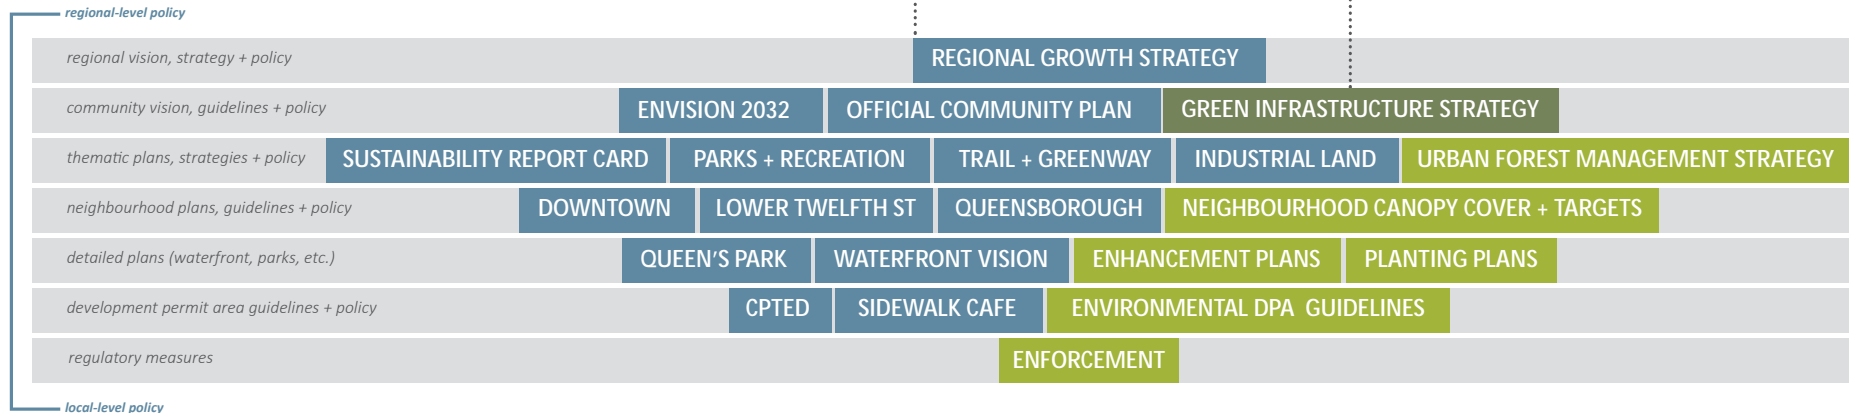 regional-level policy
regional vision, strategy + policy REGIONAL GROWTH STRATEGY
community vision, guidelines + policy ENVISION 2032 OFFICIAL COMMUNITY PLAN GREEN INFRASTRUCTURE STRATEGY
thematic plans, strategies + policy SUSTAINABILITY REPORT CARD PARKS + RECREATION TRAIL + GREENWAY INDUSTRIAL LAND URBAN FOREST MANAGEMENT STRATEGY
neighbourhood plans, guidelines + policy DOWNTOWN LOWER TWELFTH ST QUEENSBOROUGH NEIGHBOURHOOD CANOPY COVER + TARGETS
detailed plans (waterfront, parks, etc.) QUEEN'S PARK WATERFRONT VISION ENHANCEMENT PLANS PLANTING PLANS
development permit area guidelines + policy CPTED SIDEWALK CAFE ENVIRONMENTAL DPA GUIDELINES
regulatory measures ENFORCEMENT
local-level policy